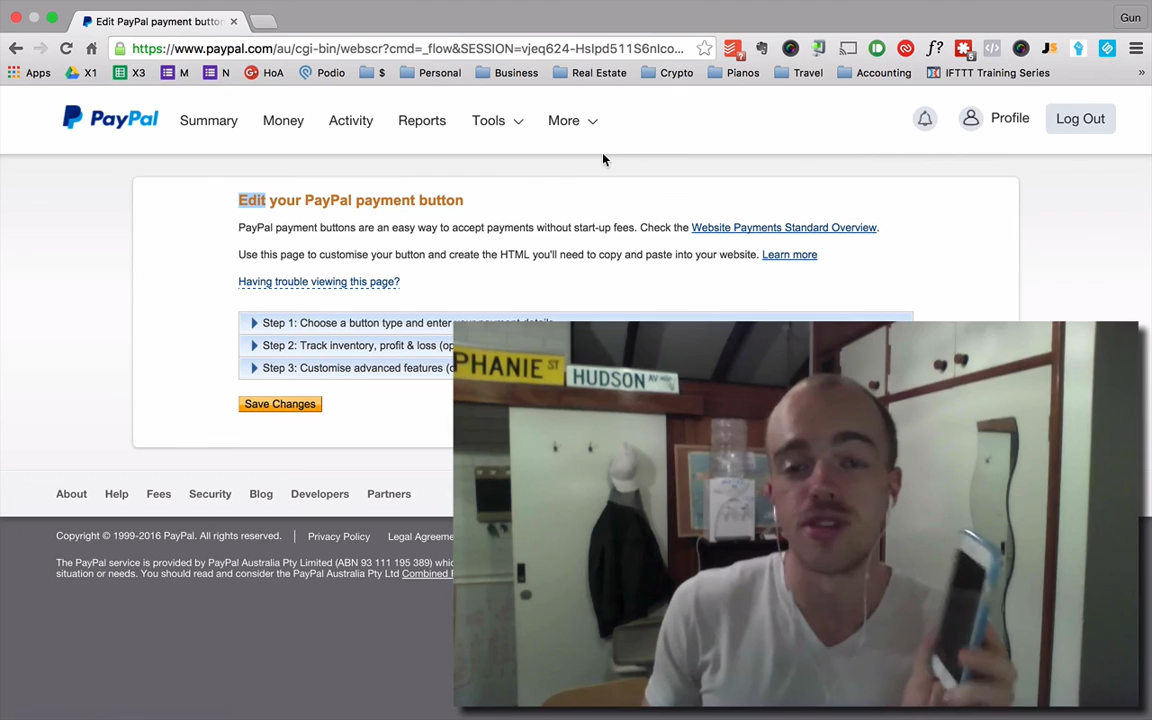 Edit PayPal payment button
Gun
https://www.paypal.com/au/cgi-bin/webscr?cmd=_flow&SESSION=vjeq624-Hslpd511S6nlco...
Apps X1 X3 M N HoA Podio $ Personal Business Real Estate Crypto Pianos Travel Accounting IFTTT Training Series »
PayPal Summary Money Activity Reports Tools More Profile Log Out
Edit your PayPal payment button
PayPal payment buttons are an easy way to accept payments without start-up fees. Check the Website Payments Standard Overview.
Use this page to customise your button and create the HTML you'll need to copy and paste into your website. Learn more
Having trouble viewing this page?
Step 1: Choose a button type and enter your payment details
Step 2: Track inventory, profit & loss (op
Step 3: Customise advanced features (o
Save Changes
PHANIE ST
HUDSON AV
About Help Fees Security Blog Developers Partners
Copyright © 1999-2016 PayPal. All rights reserved. | Privacy Policy Legal Agreeme
The PayPal service is provided by PayPal Australia Pty Limited (ABN 93 111 195 389) whic
situation or needs. You should read and consider the PayPal Australia Pty Ltd Combined F